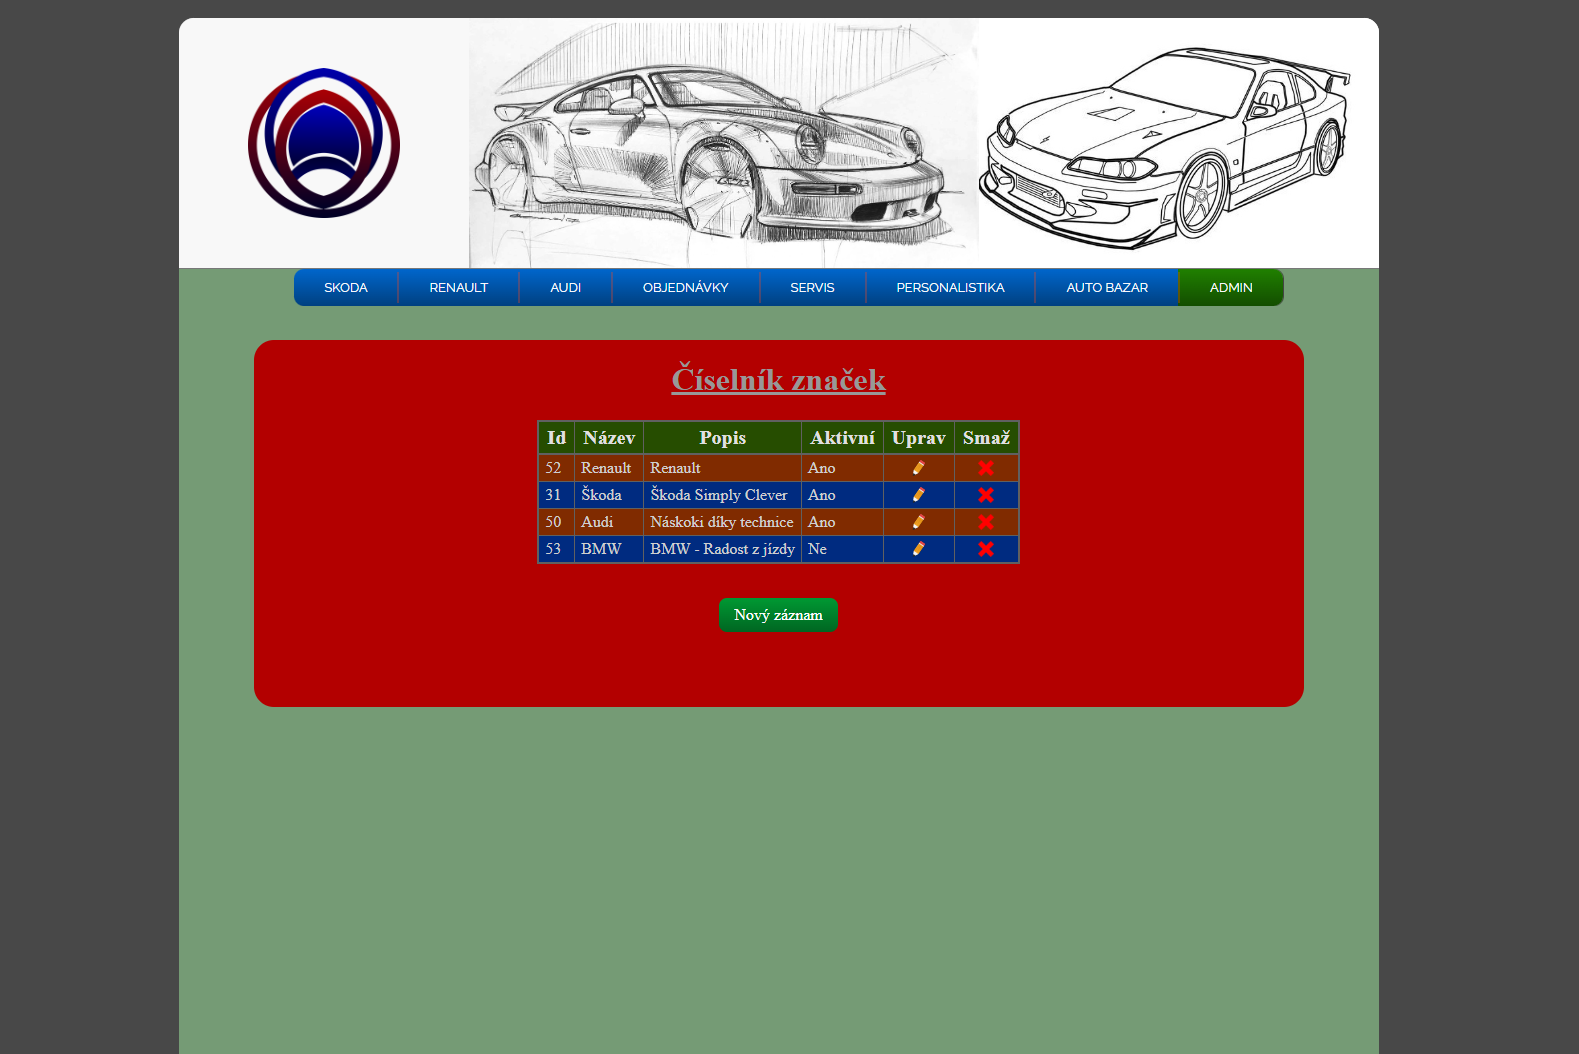 SKODA RENAULT AUDI OBJEDNÁVKY SERVIS PERSONALISTIKA AUTO BAZAR ADMIN
Číselník značek
Id Název Popis Aktivní Uprav Smaž
52 Renault Renault Ano
31 Škoda Škoda Simply Clever Ano
50 Audi Náskoki díky technice Ano
53 BMW BMW - Radost z jízdy Ne
Nový záznam